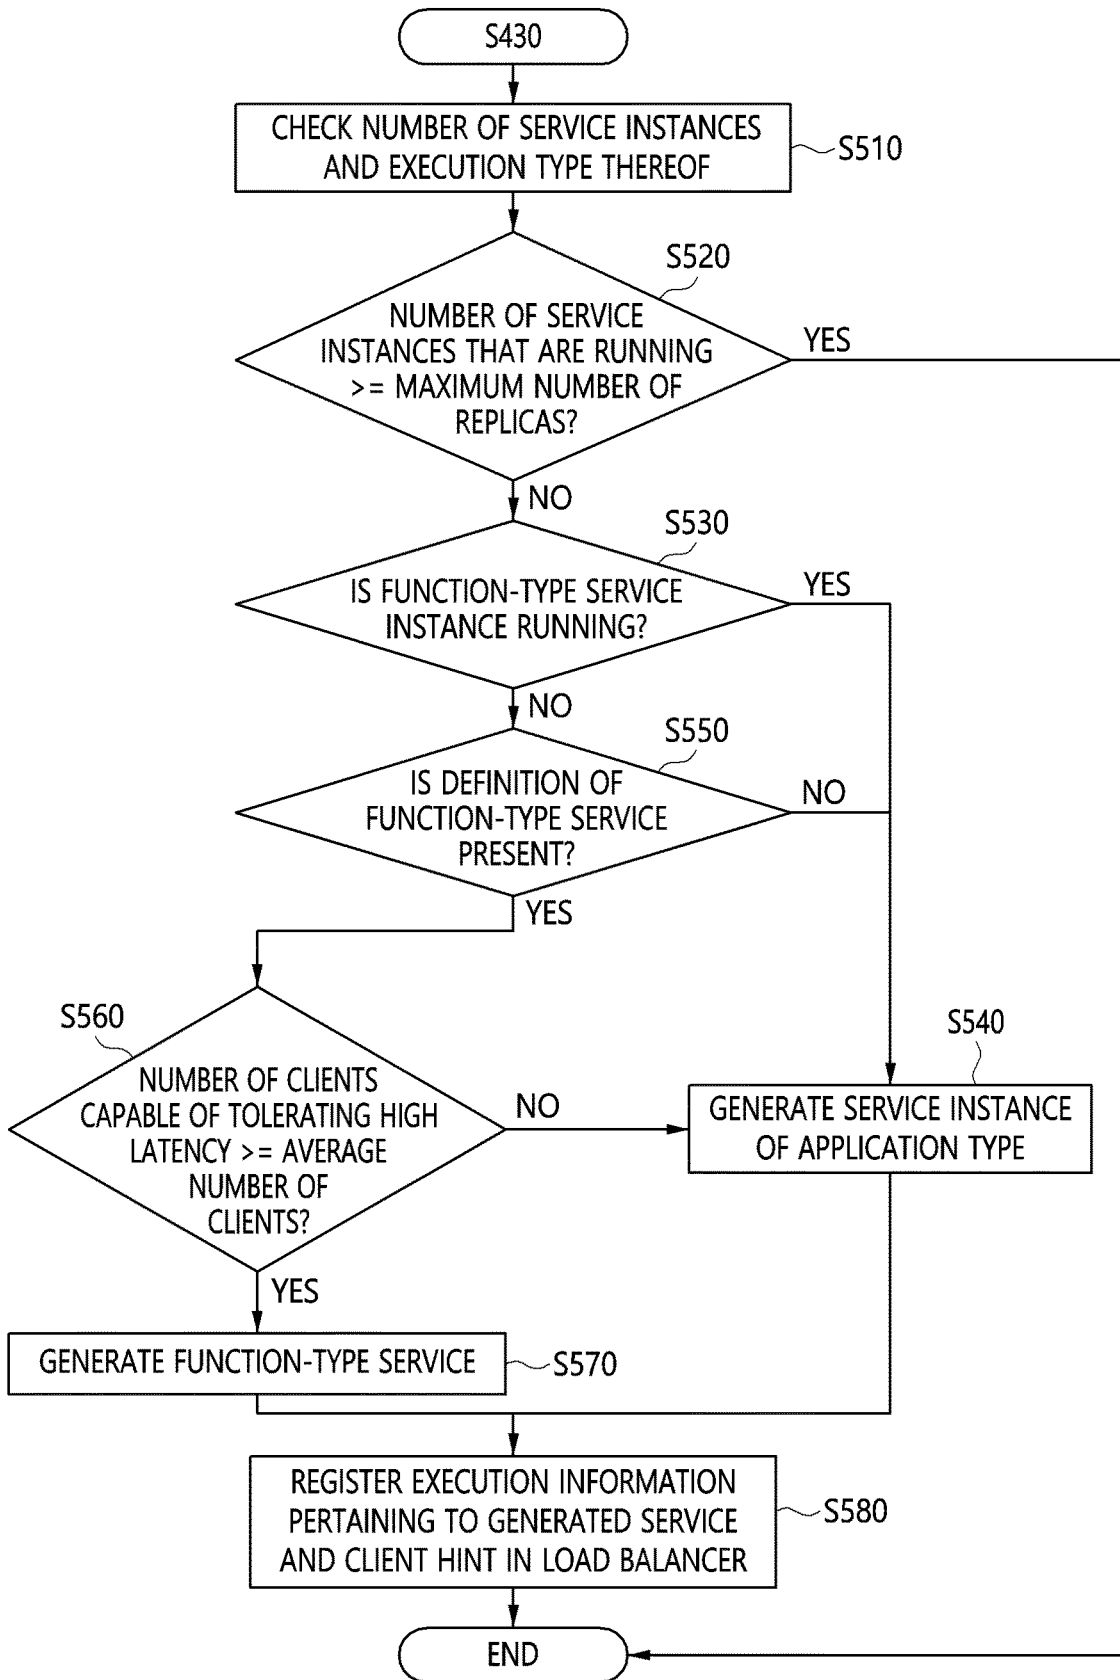 S430
CHECK NUMBER OF SERVICE INSTANCES
AND EXECUTION TYPE THEREOF
S510
S520
NUMBER OF SERVICE
INSTANCES THAT ARE RUNNING
>= MAXIMUM NUMBER OF
REPLICAS?
YES
NO
S530
IS FUNCTION-TYPE SERVICE
INSTANCE RUNNING?
YES
NO
S550
IS DEFINITION OF
FUNCTION-TYPE SERVICE
PRESENT?
NO
YES
S560
NUMBER OF CLIENTS
CAPABLE OF TOLERATING HIGH
LATENCY >= AVERAGE
NUMBER OF
CLIENTS?
NO
S540
GENERATE SERVICE INSTANCE
OF APPLICATION TYPE
YES
GENERATE FUNCTION-TYPE SERVICE
S570
REGISTER EXECUTION INFORMATION
PERTAINING TO GENERATED SERVICE
AND CLIENT HINT IN LOAD BALANCER
S580
END